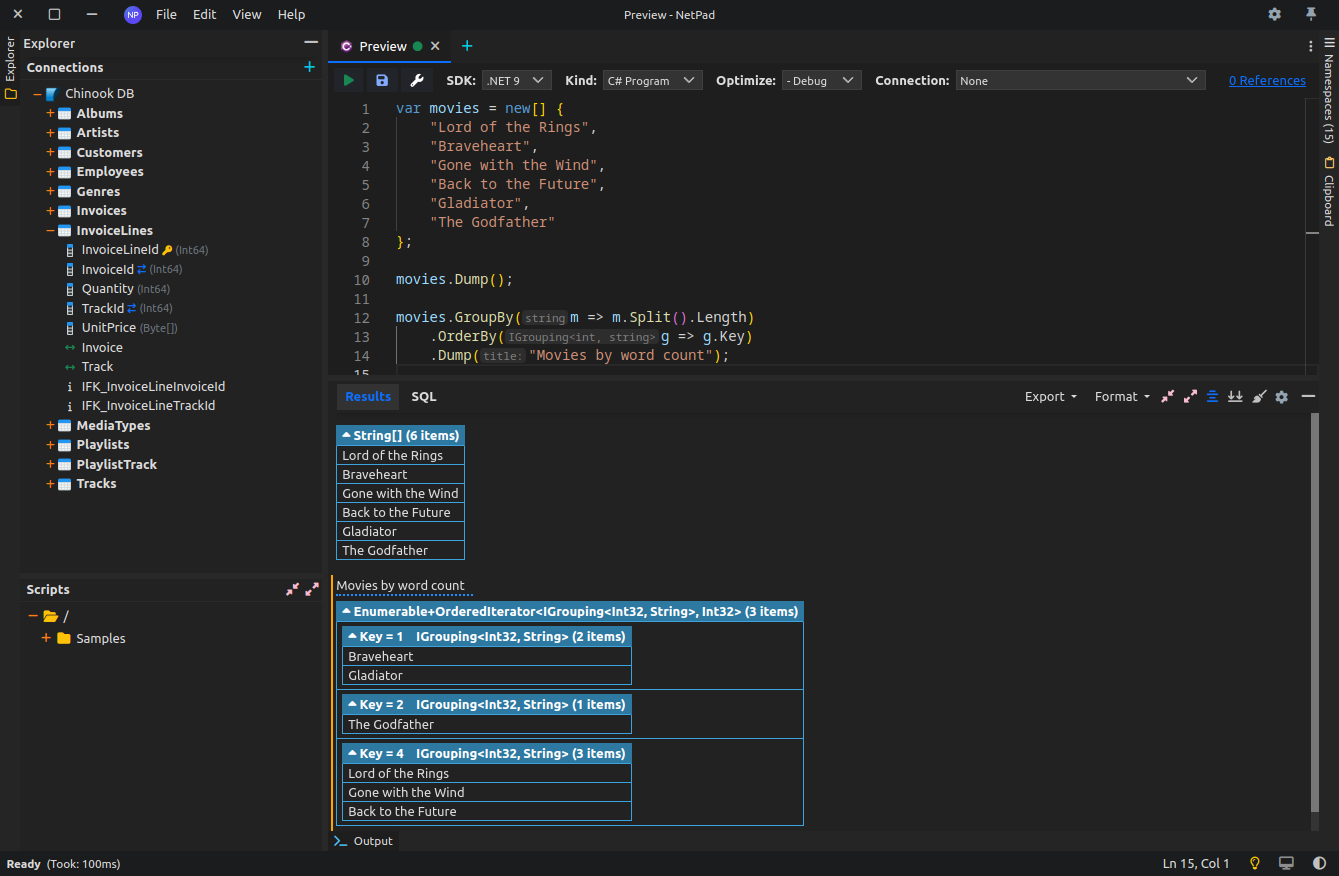 NP File Edit View Help
Preview - NetPad
Explorer
Explorer
Connections
Chinook DB
Albums
Artists
Customers
Employees
Genres
Invoices
InvoiceLines
InvoiceLineId (Int64)
InvoiceId (Int64)
Quantity (Int64)
TrackId (Int64)
UnitPrice (Byte[])
Invoice
Track
IFK_InvoiceLineInvoiceId
IFK_InvoiceLineTrackId
MediaTypes
Playlists
PlaylistTrack
Tracks
Scripts
/
Samples
Preview
SDK: .NET 9 Kind: C# Program Optimize: - Debug Connection: None 0 References
1 var movies = new[] {
2 "Lord of the Rings",
3 "Braveheart",
4 "Gone with the Wind",
5 "Back to the Future",
6 "Gladiator",
7 "The Godfather"
8 };
9
10 movies.Dump();
11
12 movies.GroupBy(string m => m.Split().Length)
13 .OrderBy(IGrouping<int, string> g => g.Key)
14 .Dump(title: "Movies by word count");
15
Namespaces (15)
Clipboard
Results SQL Export Format
String[] (6 items)
Lord of the Rings
Braveheart
Gone with the Wind
Back to the Future
Gladiator
The Godfather
Movies by word count
Enumerable+OrderedIterator<IGrouping<Int32, String>, Int32> (3 items)
Key = 1 IGrouping<Int32, String> (2 items)
Braveheart
Gladiator
Key = 2 IGrouping<Int32, String> (1 items)
The Godfather
Key = 4 IGrouping<Int32, String> (3 items)
Lord of the Rings
Gone with the Wind
Back to the Future
Output
Ready (Took: 100ms)
Ln 15, Col 1